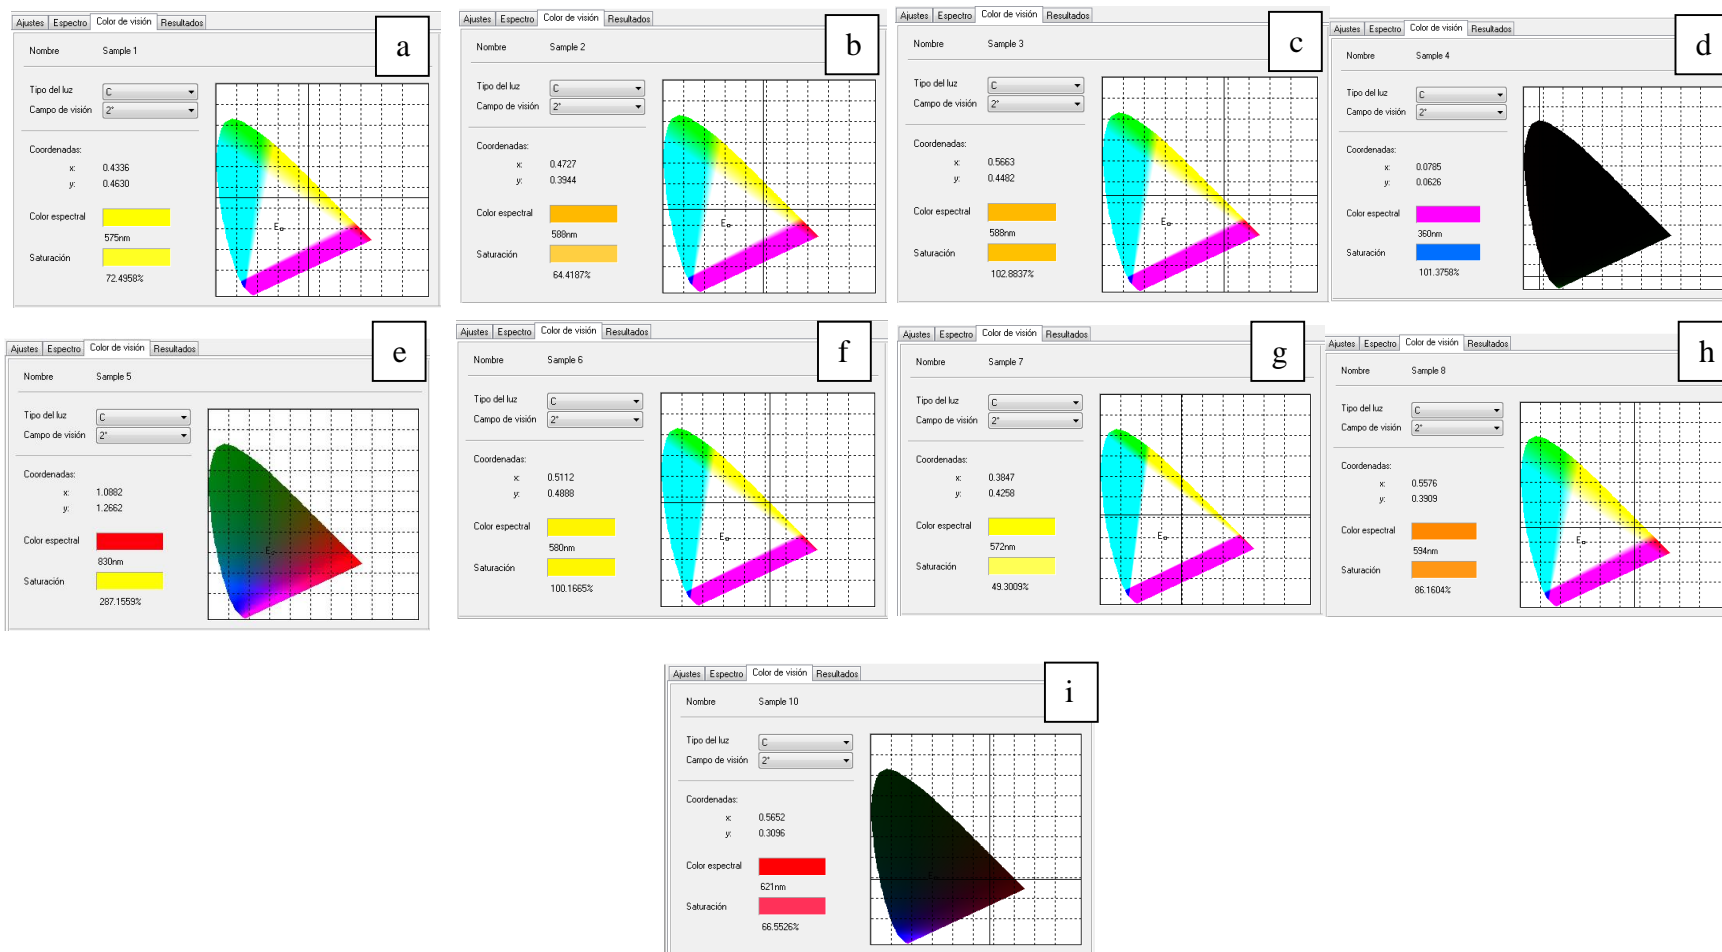 Ajustes Espectro Color de visión Resultados
a
Nombre Sample 1
Tipo del luz C
Campo de visión 2°
Coordenadas:
x: 0.4336
y: 0.4630
Color espectral
575nm
Saturación
72.4958%
E
Ajustes Espectro Color de visión Resultados
b
Nombre Sample 2
Tipo del luz C
Campo de visión 2°
Coordenadas:
x: 0.4727
y: 0.3944
Color espectral
588nm
Saturación
64.4187%
E
Ajustes Espectro Color de visión Resultados
c
Nombre Sample 3
Tipo del luz C
Campo de visión 2°
Coordenadas:
x: 0.5663
y: 0.4482
Color espectral
588nm
Saturación
102.8837%
E
Ajustes Espectro Color de visión Resultados
d
Nombre Sample 4
Tipo del luz C
Campo de visión 2°
Coordenadas:
x: 0.0785
y: 0.0626
Color espectral
360nm
Saturación
101.3758%
Ajustes Espectro Color de visión Resultados
e
Nombre Sample 5
Tipo del luz C
Campo de visión 2°
Coordenadas:
x: 1.0882
y: 1.2662
Color espectral
830nm
Saturación
287.1559%
E
Ajustes Espectro Color de visión Resultados
f
Nombre Sample 6
Tipo del luz C
Campo de visión 2°
Coordenadas:
x: 0.5112
y: 0.4888
Color espectral
580nm
Saturación
100.1665%
E
Ajustes Espectro Color de visión Resultados
g
Nombre Sample 7
Tipo del luz C
Campo de visión 2°
Coordenadas:
x: 0.3847
y: 0.4258
Color espectral
572nm
Saturación
49.3009%
E
Ajustes Espectro Color de visión Resultados
h
Nombre Sample 8
Tipo del luz C
Campo de visión 2°
Coordenadas:
x: 0.5576
y: 0.3909
Color espectral
594nm
Saturación
86.1604%
E
Ajustes Espectro Color de visión Resultados
i
Nombre Sample 10
Tipo del luz C
Campo de visión 2°
Coordenadas:
x: 0.5652
y: 0.3096
Color espectral
621nm
Saturación
66.5526%
E